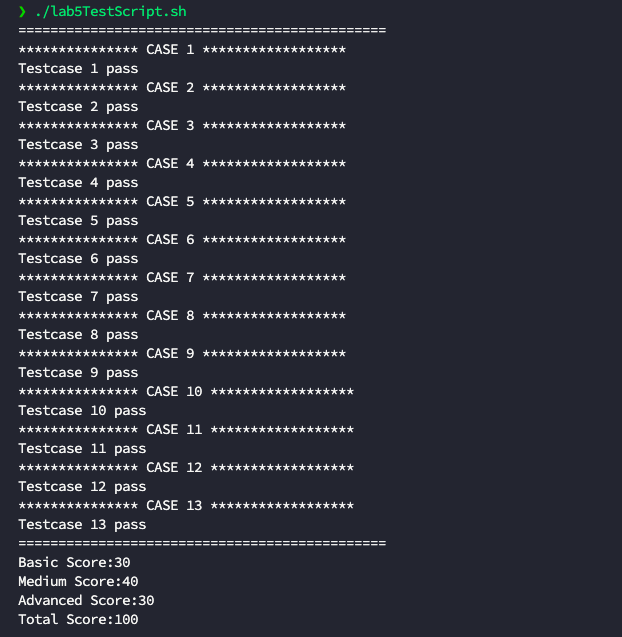 ❯ ./lab5TestScript.sh
==============================================
*************** CASE 1 ******************
Testcase 1 pass
*************** CASE 2 ******************
Testcase 2 pass
*************** CASE 3 ******************
Testcase 3 pass
*************** CASE 4 ******************
Testcase 4 pass
*************** CASE 5 ******************
Testcase 5 pass
*************** CASE 6 ******************
Testcase 6 pass
*************** CASE 7 ******************
Testcase 7 pass
*************** CASE 8 ******************
Testcase 8 pass
*************** CASE 9 ******************
Testcase 9 pass
*************** CASE 10 ******************
Testcase 10 pass
*************** CASE 11 ******************
Testcase 11 pass
*************** CASE 12 ******************
Testcase 12 pass
*************** CASE 13 ******************
Testcase 13 pass
==============================================
Basic Score:30
Medium Score:40
Advanced Score:30
Total Score:100